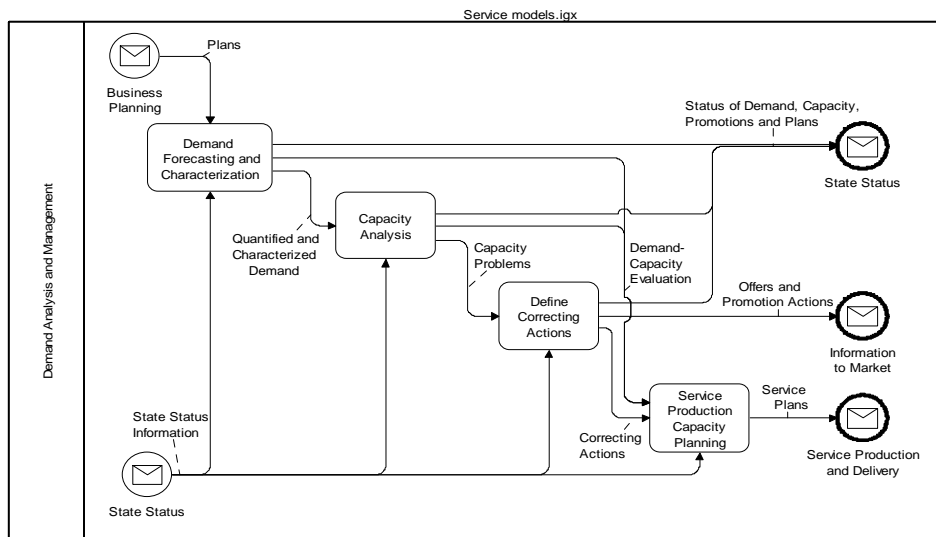 Service models.igx
Demand Analysis and Management
Plans
Business
Planning
Status of Demand, Capacity,
Promotions and Plans
Demand
Forecasting and
Characterization
State Status
Capacity
Analysis
Quantified and
Characterized
Demand
Capacity
Problems
Demand-
Capacity
Evaluation
Offers and
Promotion Actions
Define
Correcting
Actions
Information
to Market
Service
Production
Capacity
Planning
Service
Plans
State Status
Information
Correcting
Actions
Service Production
and Delivery
State Status